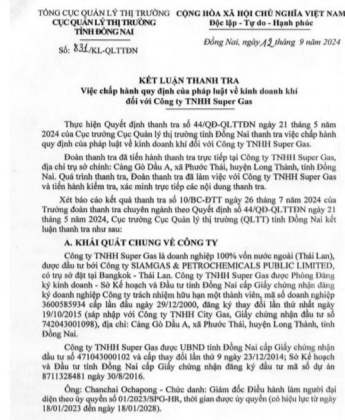 TỔNG CỤC QUẢN LÝ THỊ TRƯỜNG
CỤC QUẢN LÝ THỊ TRƯỜNG
TỈNH ĐỒNG NAI
Số: 831/KL-QLTTĐN
CỘNG HÒA XÃ HỘI CHỦ NGHĨA VIỆT NAM
Độc lập - Tự do - Hạnh phúc
Đồng Nai, ngày 12 tháng 9 năm 2024
KẾT LUẬN THANH TRA
Việc chấp hành quy định của pháp luật về kinh doanh khí
đối với Công ty TNHH Super Gas
Thực hiện Quyết định thanh tra số 44/QĐ-QLTTĐN ngày 21 tháng 5 năm
2024 của Cục trưởng Cục Quản lý thị trường tỉnh Đồng Nai thanh tra việc chấp hành
quy định của pháp luật về kinh doanh khí đối với Công ty TNHH Super Gas.
Đoàn thanh tra đã tiến hành thanh tra trực tiếp tại Công ty TNHH Super Gas,
địa chỉ trụ sở chính: Cảng Gò Dầu A, xã Phước Thái, huyện Long Thành, tỉnh Đồng
Nai. Quá trình thanh tra, Đoàn thanh tra đã làm việc với Công ty TNHH Super Gas
và tiến hành kiểm tra, xác minh trực tiếp các nội dung thanh tra.
Xét báo cáo kết quả thanh tra số 10/BC-ĐTT ngày 26 tháng 7 năm 2024 của
Trưởng đoàn thanh tra chuyên ngành theo Quyết định số 44/QĐ-QLTTĐN ngày 21
tháng 5 năm 2024, Cục trưởng Cục Quản lý thị trường (QLTT) tỉnh Đồng Nai kết
luận thanh tra như sau:
A. KHÁI QUÁT CHUNG VỀ CÔNG TY
Công ty TNHH Super Gas là doanh nghiệp 100% vốn nước ngoài (Thái Lan),
được đầu tư bởi Công ty SIAMGAS & PETROCHEMICALS PUBLIC LIMITED,
có trụ sở đặt tại Bangkok - Thái Lan. Công ty TNHH Super Gas được Phòng Đăng
ký kinh doanh - Sở Kế hoạch và Đầu tư tỉnh Đồng Nai cấp Giấy chứng nhận đăng
ký doanh nghiệp Công ty trách nhiệm hữu hạn một thành viên, mã số doanh nghiệp
3600585934 cấp lần đầu ngày 29/12/2000, đăng ký thay đổi lần thứ nhất ngày
19/10/2015 (sáp nhập với Công ty TNHH City Gas, Giấy chứng nhận đầu tư số
742043001098), địa chỉ: Cảng Gò Dầu A, xã Phước Thái, huyện Long Thành, tỉnh
Đồng Nai.
Công ty TNHH Super Gas được UBND tỉnh Đồng Nai cấp Giấy chứng nhận
đầu tư số 471043000102 và cấp thay đổi lần thứ 9 ngày 23/12/2014; Sở Kế hoạch
và Đầu tư tỉnh Đồng Nai cấp Giấy chứng nhận đăng ký đầu tư mã số dự án
8711328481 ngày 30/8/2016.
Ông: Chanchai Ochapong - Chức danh: Giám đốc Điều hành làm người đại
diện theo ủy quyền số 01/2023/SPG-HR, thời gian được ủy quyền (có hiệu lực từ ngày
18/01/2023 đến ngày 18/01/2028).